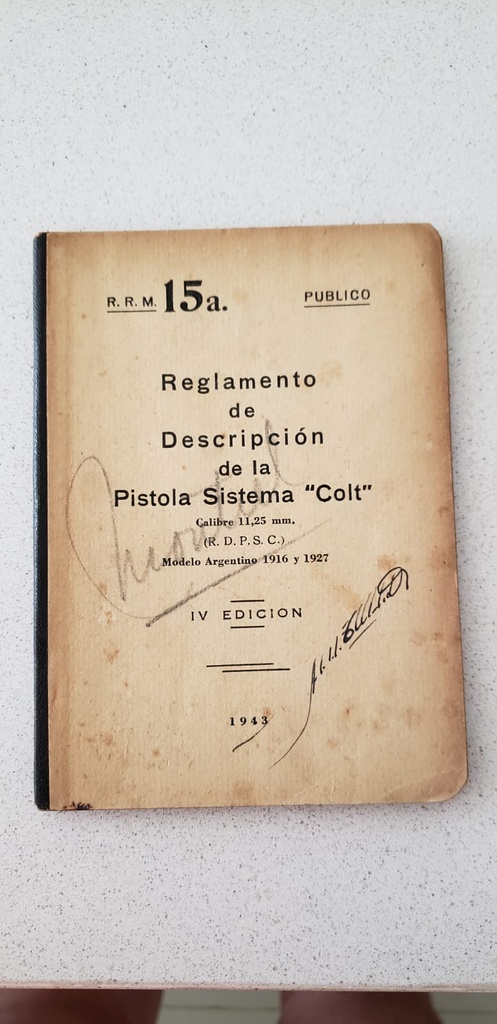 R. R. M. 15a.
PUBLICO
Reglamento
de
Descripción
de la
Pistola Sistema "Colt"
Calibre 11,25 mm.
(R. D. P. S. C.)
Modelo Argentino 1916 y 1927
IV EDICION
1943